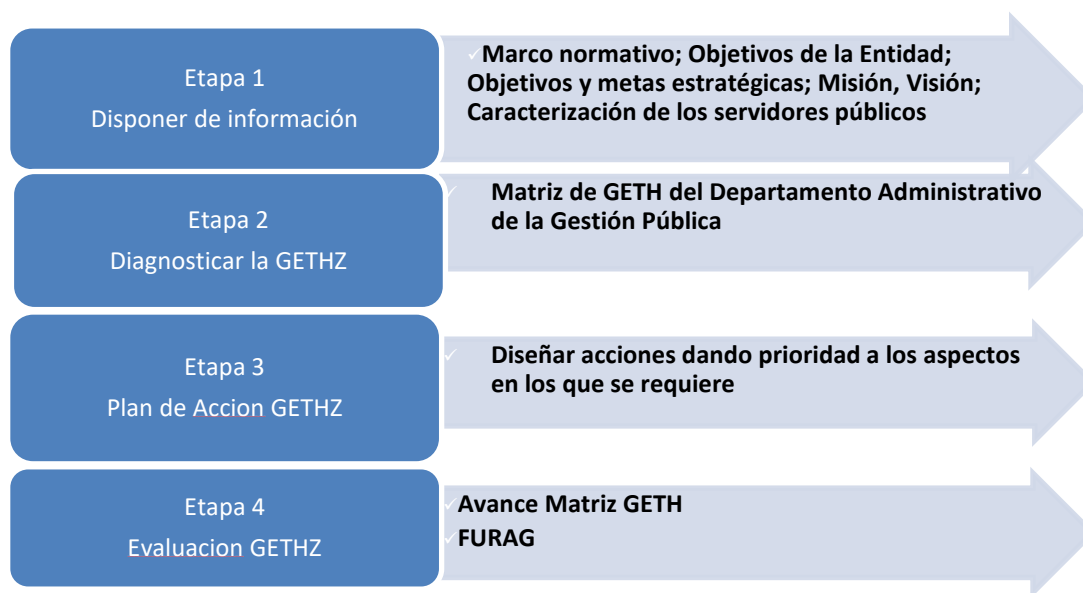 Etapa 1
Disponer de información
✓Marco normativo; Objetivos de la Entidad;
Objetivos y metas estratégicas; Misión, Visión;
Caracterización de los servidores públicos
Etapa 2
Diagnosticar la GETHZ
✓ Matriz de GETH del Departamento Administrativo
de la Gestión Pública
Etapa 3
Plan de Accion GETHZ
✓ Diseñar acciones dando prioridad a los aspectos
en los que se requiere
Etapa 4
Evaluacion GETHZ
✓Avance Matriz GETH
✓FURAG